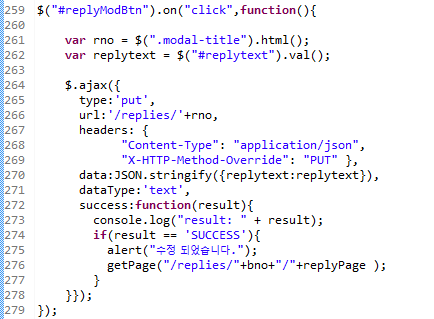 259 $("#replyModBtn").on("click",function(){
260
261     var rno = $(".modal-title").html();
262     var replytext = $("#replytext").val();
263
264     $.ajax({
265       type:'put',
266       url:'/replies/'+rno,
267       headers: {
268             "Content-Type": "application/json",
269             "X-HTTP-Method-Override": "PUT" },
270       data:JSON.stringify({replytext:replytext}),
271       dataType:'text',
272       success:function(result){
273         console.log("result: " + result);
274         if(result == 'SUCCESS'){
275           alert("수정 되었습니다.");
276           getPage("/replies/"+bno+"/"+replyPage );
277         }
278     }});
279 });